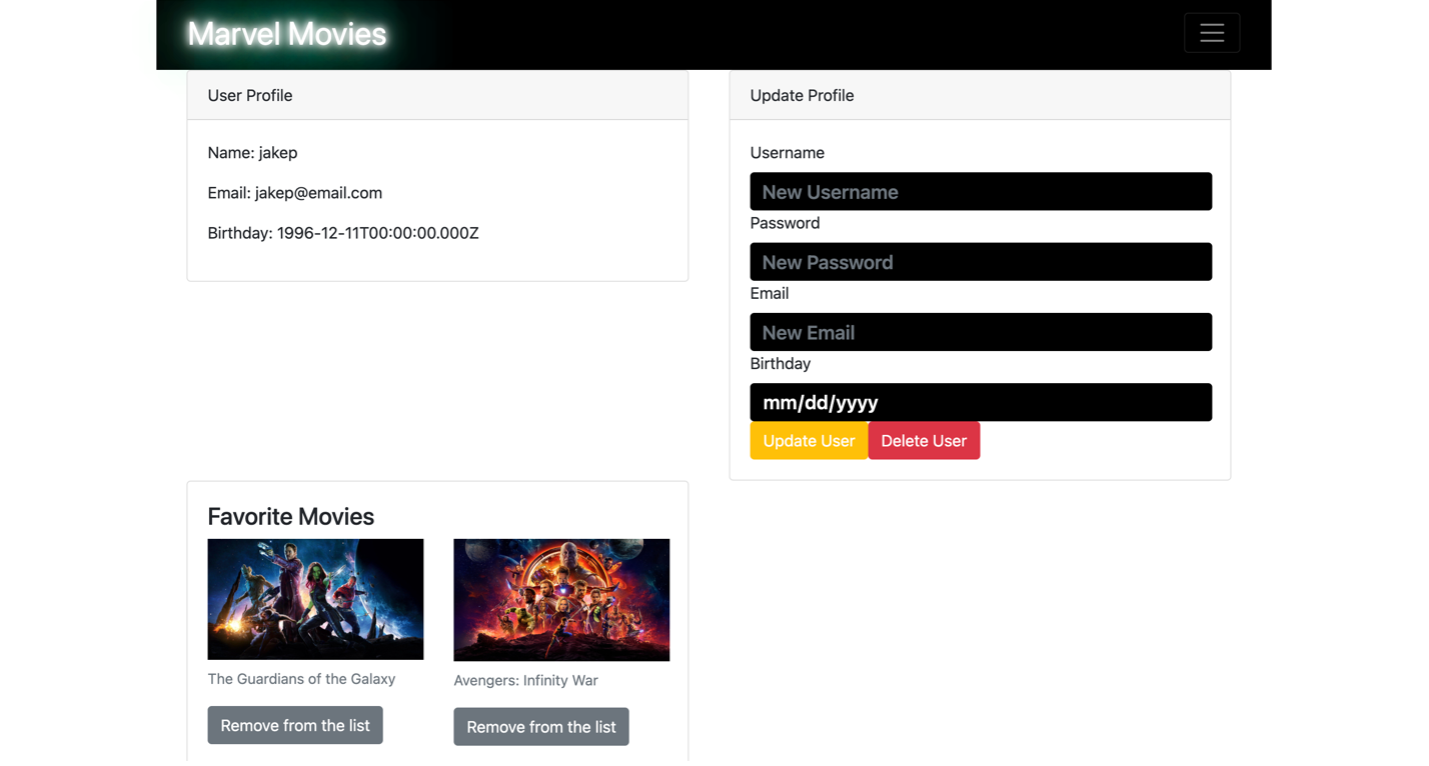 Marvel Movies
User Profile
Name: jakep
Email: jakep@email.com
Birthday: 1996-12-11T00:00:00.000Z
Update Profile
Username
New Username
Password
New Password
Email
New Email
Birthday
mm/dd/yyyy
Update User Delete User
Favorite Movies
The Guardians of the Galaxy
Remove from the list
Avengers: Infinity War
Remove from the list